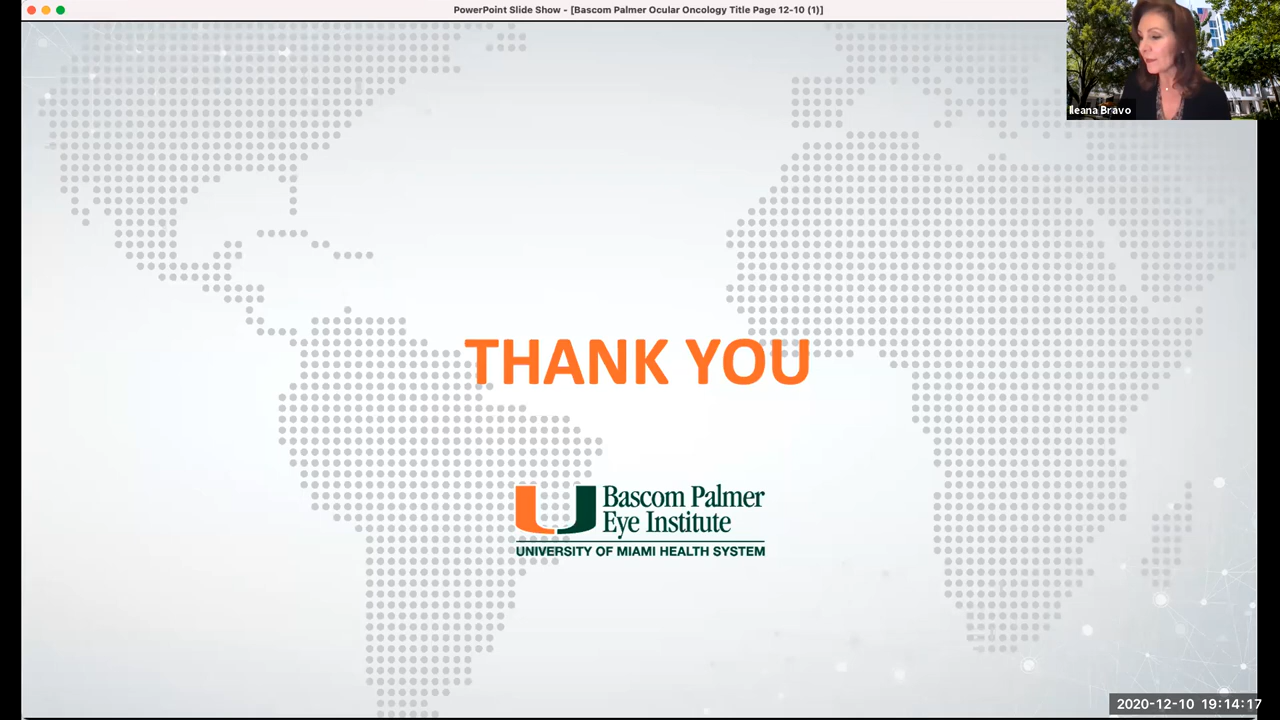 PowerPoint Slide Show - [Bascom Palmer Ocular Oncology Title Page 12-10 (1)]
Ileana Bravo
THANK YOU
Bascom Palmer
Eye Institute
UNIVERSITY OF MIAMI HEALTH SYSTEM
2020-12-10 19:14:17